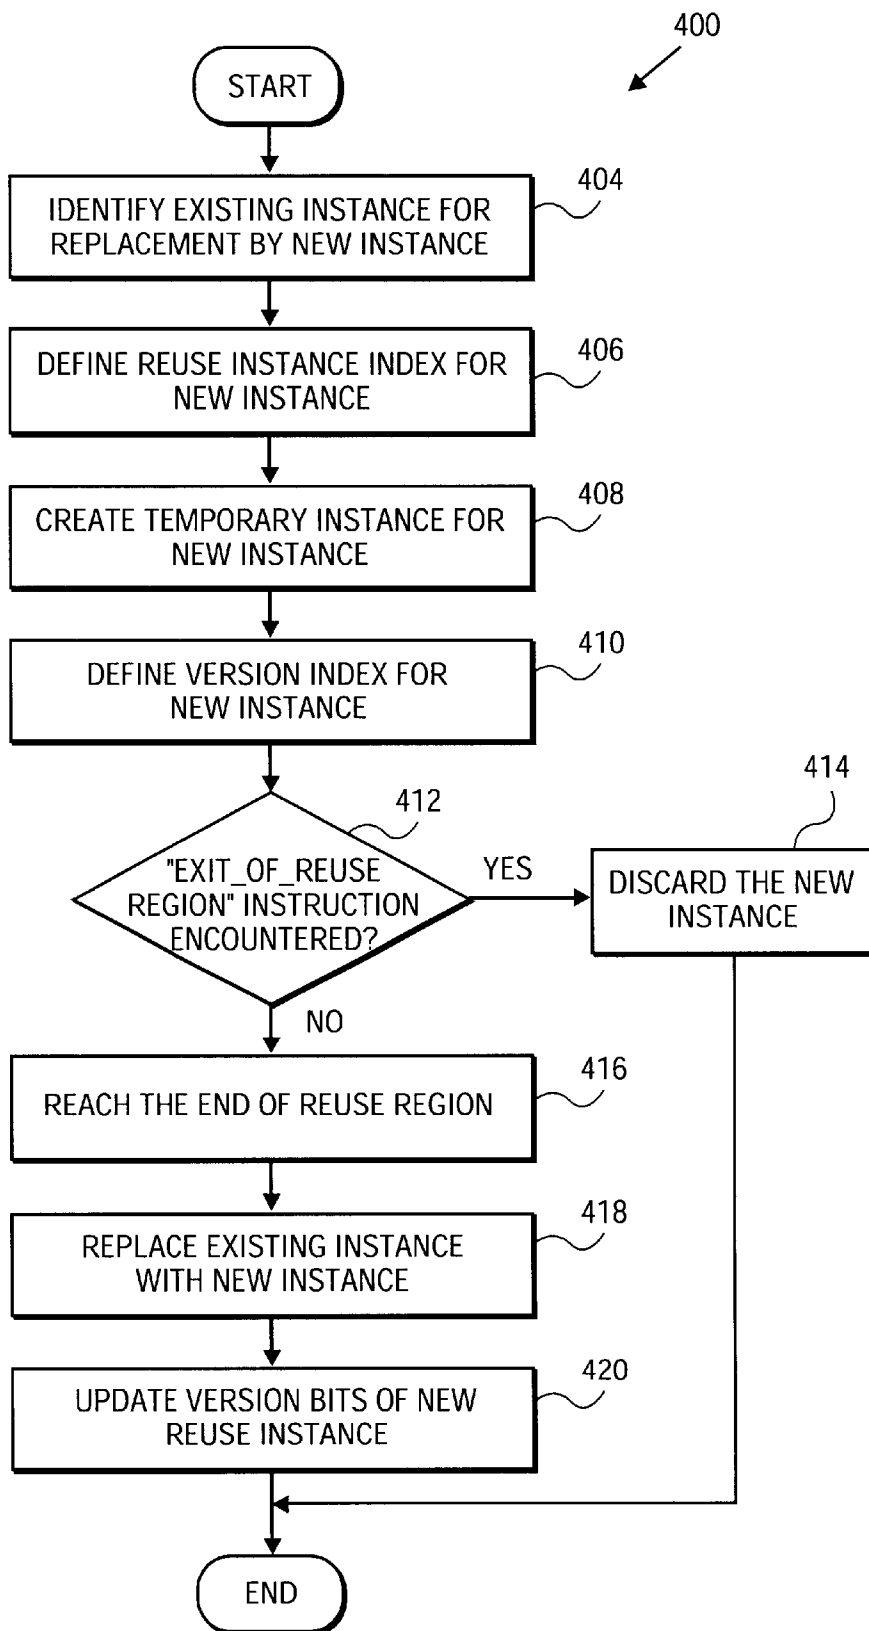 400
START
404
IDENTIFY EXISTING INSTANCE FOR
REPLACEMENT BY NEW INSTANCE
406
DEFINE REUSE INSTANCE INDEX FOR
NEW INSTANCE
408
CREATE TEMPORARY INSTANCE FOR
NEW INSTANCE
410
DEFINE VERSION INDEX FOR
NEW INSTANCE
412
"EXIT_OF_REUSE
REGION" INSTRUCTION
ENCOUNTERED?
YES
414
DISCARD THE NEW
INSTANCE
NO
416
REACH THE END OF REUSE REGION
418
REPLACE EXISTING INSTANCE
WITH NEW INSTANCE
420
UPDATE VERSION BITS OF NEW
REUSE INSTANCE
END